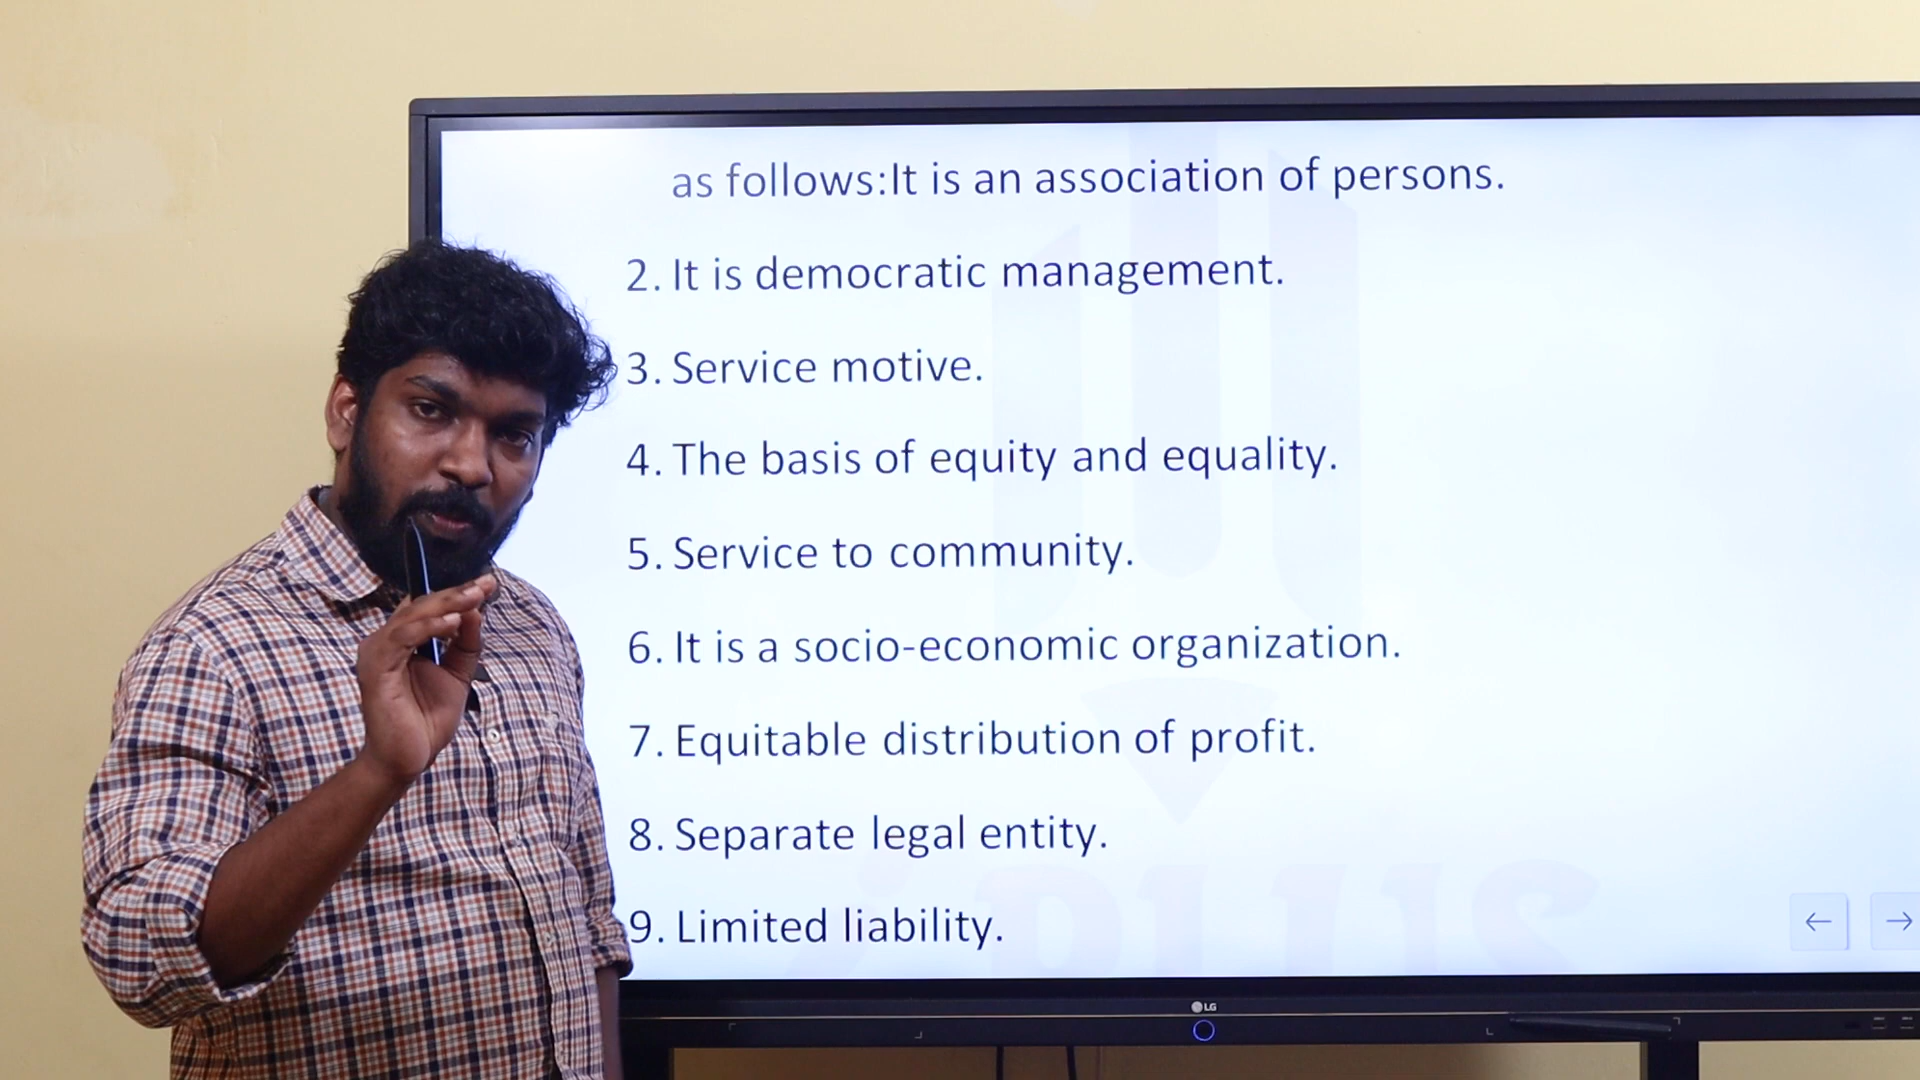 as follows:It is an association of persons.
2. It is democratic management.
3. Service motive.
4. The basis of equity and equality.
5. Service to community.
6. It is a socio-economic organization.
7. Equitable distribution of profit.
8. Separate legal entity.
9. Limited liability.
i PLUS
LG